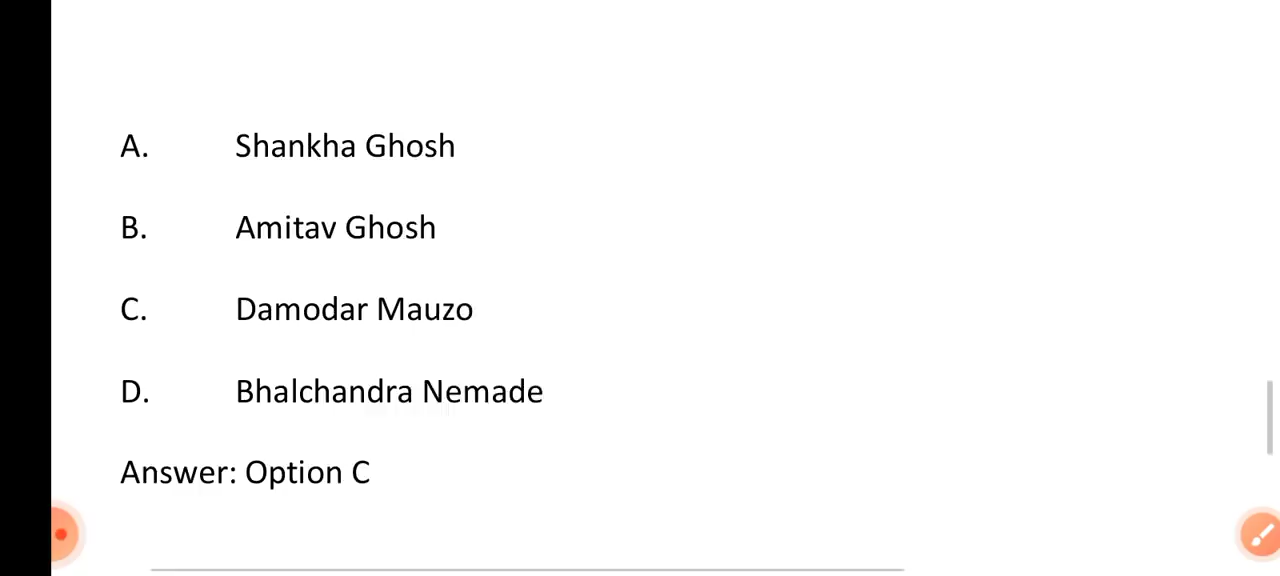 A. Shankha Ghosh
B. Amitav Ghosh
C. Damodar Mauzo
D. Bhalchandra Nemade
Answer: Option C